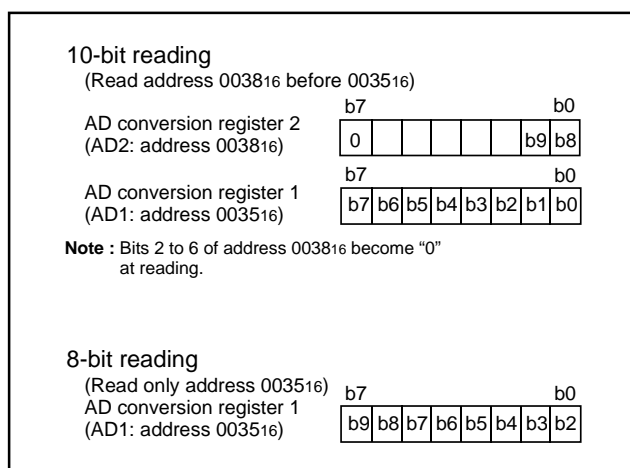 10-bit reading
(Read address 003816 before 003516)
b7 b0
AD conversion register 2
(AD2: address 003816)
0 b9 b8
b7 b0
AD conversion register 1
(AD1: address 003516)
b7 b6 b5 b4 b3 b2 b1 b0
Note : Bits 2 to 6 of address 003816 become “0”
at reading.
8-bit reading
(Read only address 003516)
b7 b0
AD conversion register 1
(AD1: address 003516)
b9 b8 b7 b6 b5 b4 b3 b2